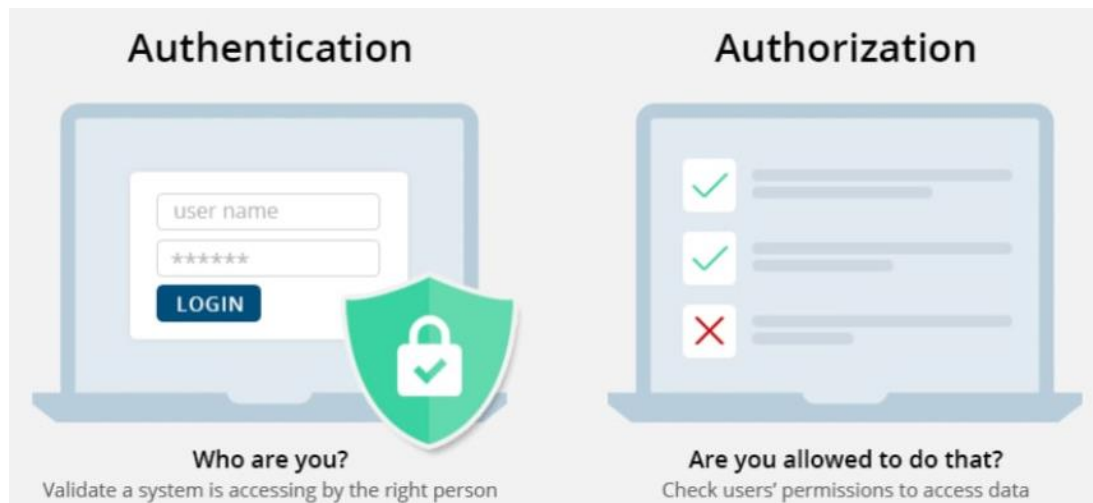 Authentication
Authorization
user name
******
LOGIN
Who are you?
Validate a system is accessing by the right person
Are you allowed to do that?
Check users' permissions to access data